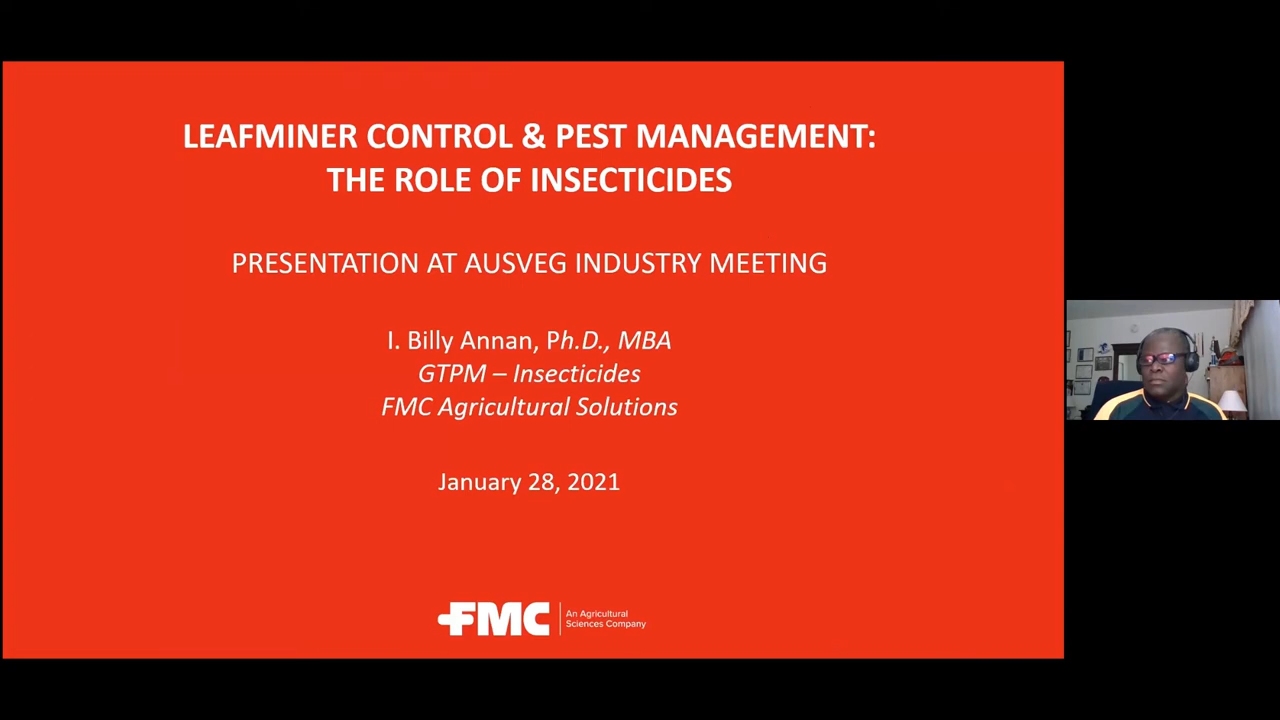 LEAFMINER CONTROL & PEST MANAGEMENT:
THE ROLE OF INSECTICIDES
PRESENTATION AT AUSVEG INDUSTRY MEETING
I. Billy Annan, Ph.D., MBA
GTPM – Insecticides
FMC Agricultural Solutions
January 28, 2021
FMC
An Agricultural
Sciences Company